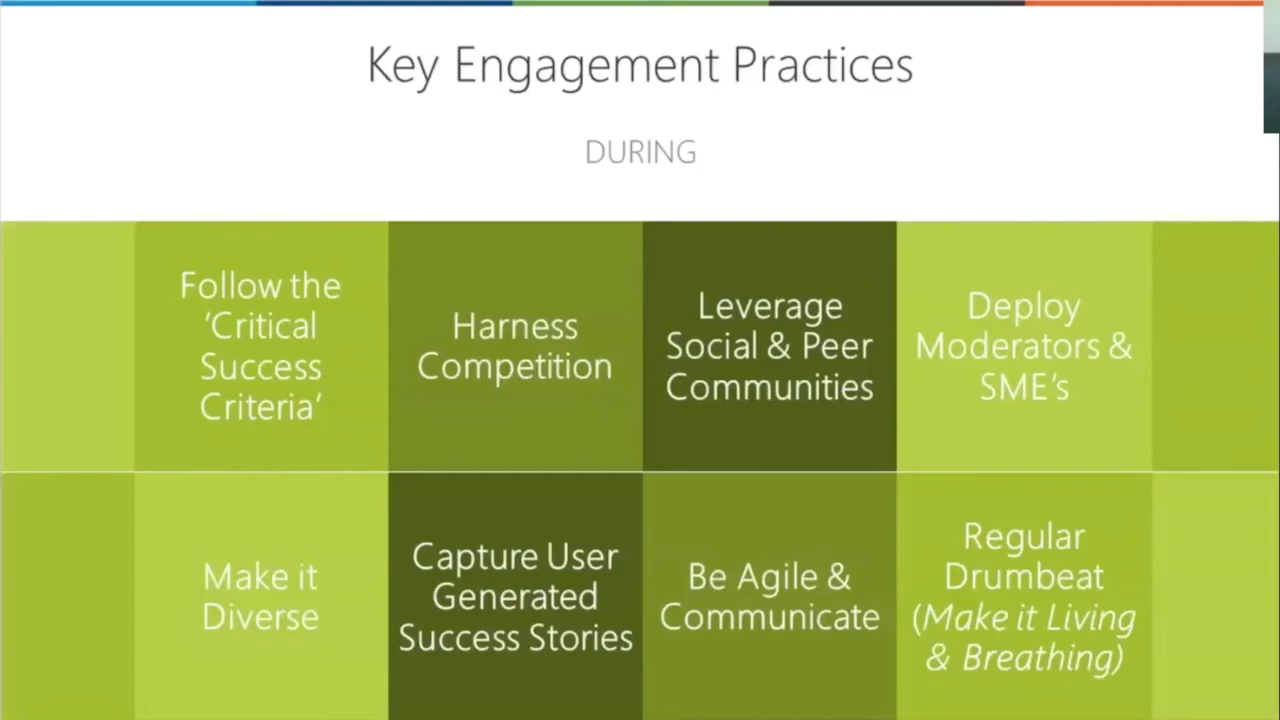 Key Engagement Practices
DURING
Follow the
‘Critical
Success
Criteria’
Harness
Competition
Leverage
Social & Peer
Communities
Deploy
Moderators &
SME’s
Make it
Diverse
Capture User
Generated
Success Stories
Be Agile &
Communicate
Regular
Drumbeat
(Make it Living
& Breathing)